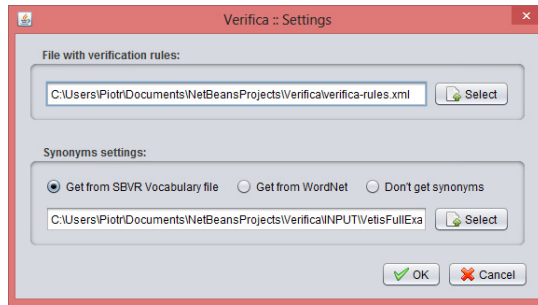 Verifica :: Settings
File with verification rules:
C:\Users\Piotr\Documents\NetBeansProjects\Verifica\verifica-rules.xml Select
Synonyms settings:
Get from SBVR Vocabulary file Get from WordNet Don't get synonyms
C:\Users\Piotr\Documents\NetBeansProjects\Verifica\INPUT\VetisFullExa Select
OK Cancel